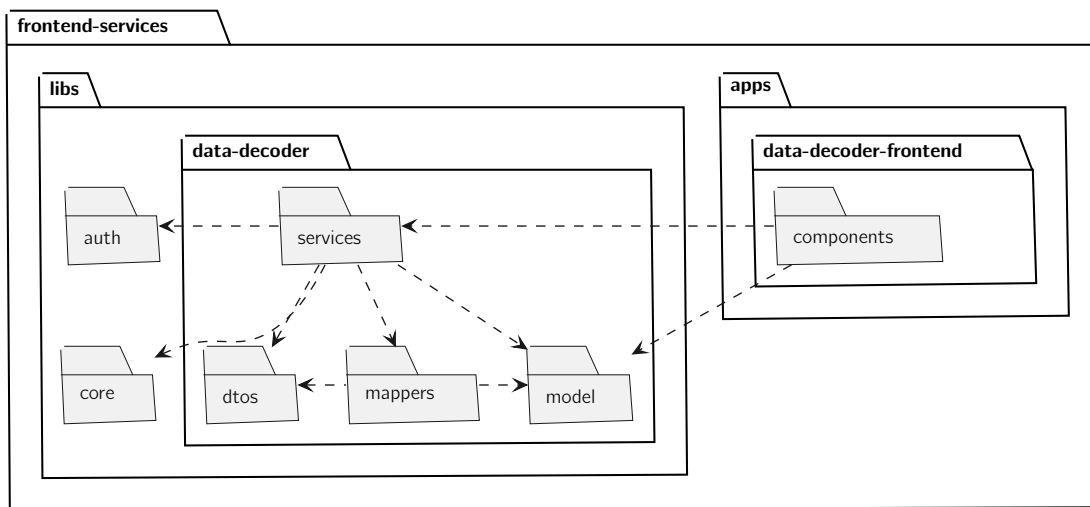 frontend-services
libs
apps
data-decoder
data-decoder-frontend
auth
services
components
core
dtos
mappers
model